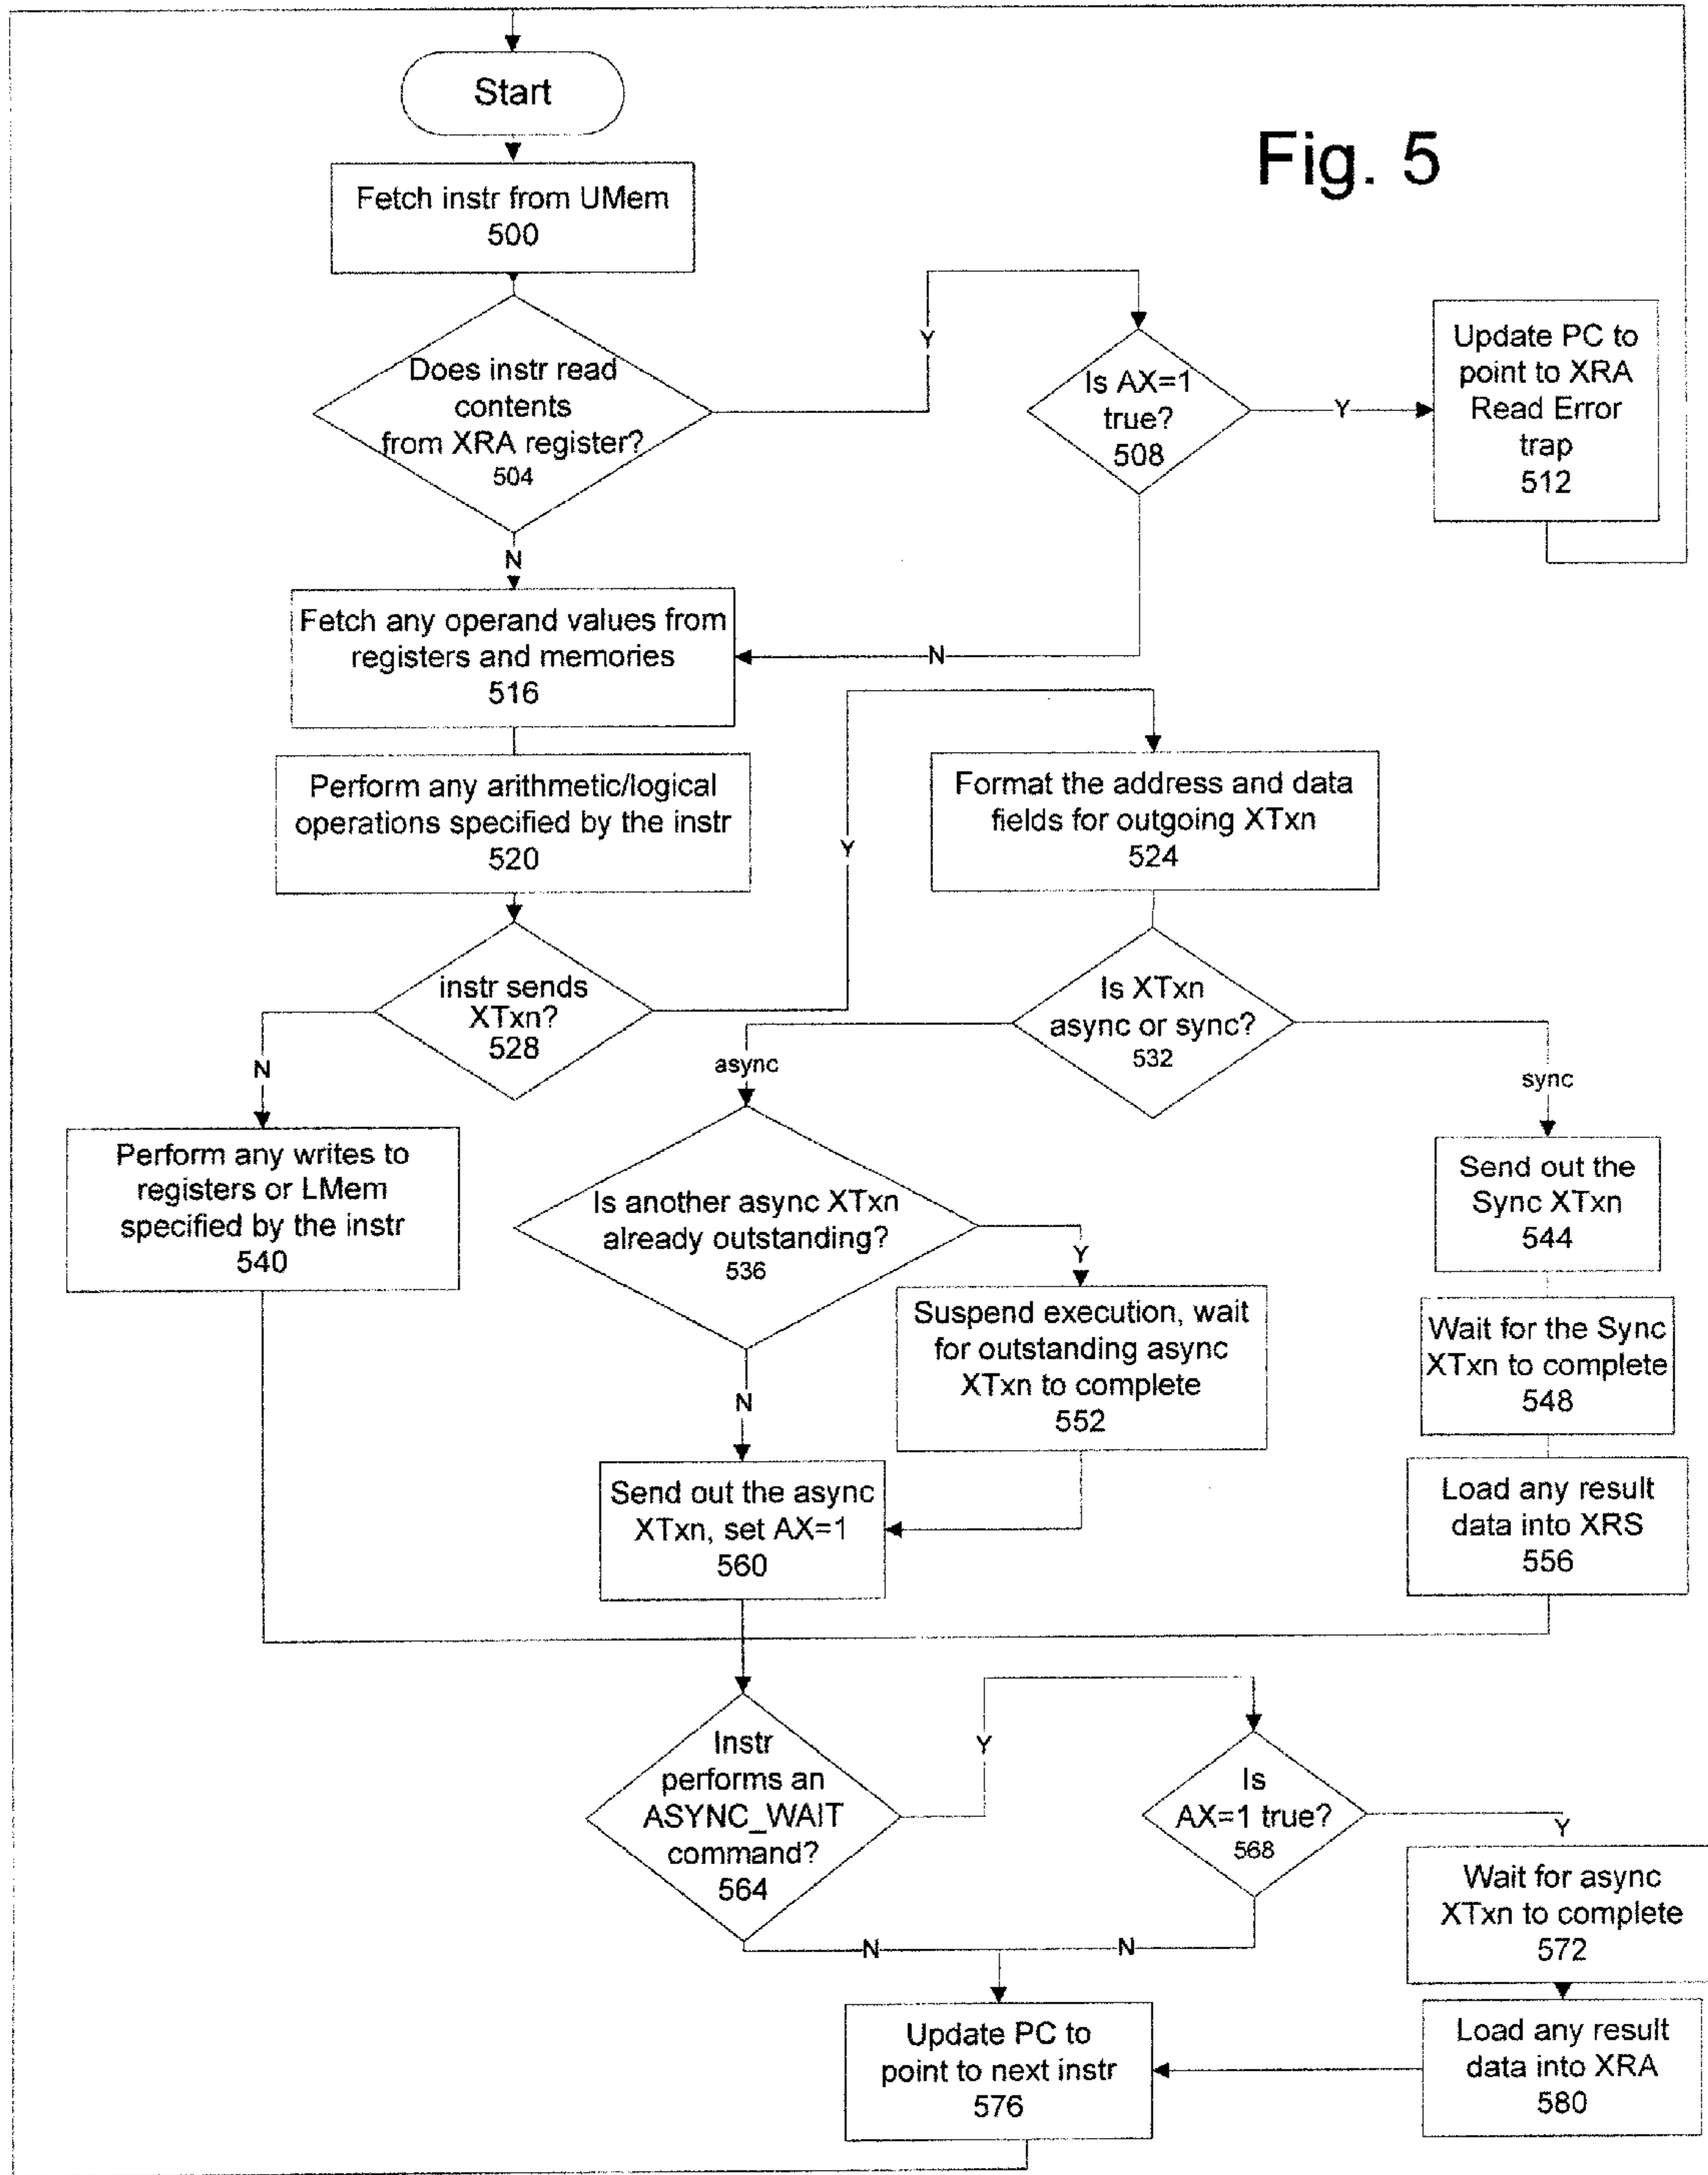 Start
Fig. 5
Fetch instr from UMem
500
Does instr read
contents
from XRA register?
504
Y
Is AX=1
true?
508
Y
Update PC to
point to XRA
Read Error
trap
512
N
Fetch any operand values from
registers and memories
516
N
Perform any arithmetic/logical
operations specified by the instr
520
Y
Format the address and data
fields for outgoing XTxn
524
instr sends
XTxn?
528
Is XTxn
async or sync?
532
N
async
sync
Perform any writes to
registers or LMem
specified by the instr
540
Is another async XTxn
already outstanding?
536
Y
Send out the
Sync XTxn
544
Suspend execution, wait
for outstanding async
XTxn to complete
552
Wait for the Sync
XTxn to complete
548
N
Send out the async
XTxn, set AX=1
560
Load any result
data into XRS
556
Instr
performs an
ASYNC_WAIT
command?
564
Y
Is
AX=1 true?
568
Y
Wait for async
XTxn to complete
572
N
N
Update PC to
point to next instr
576
Load any result
data into XRA
580